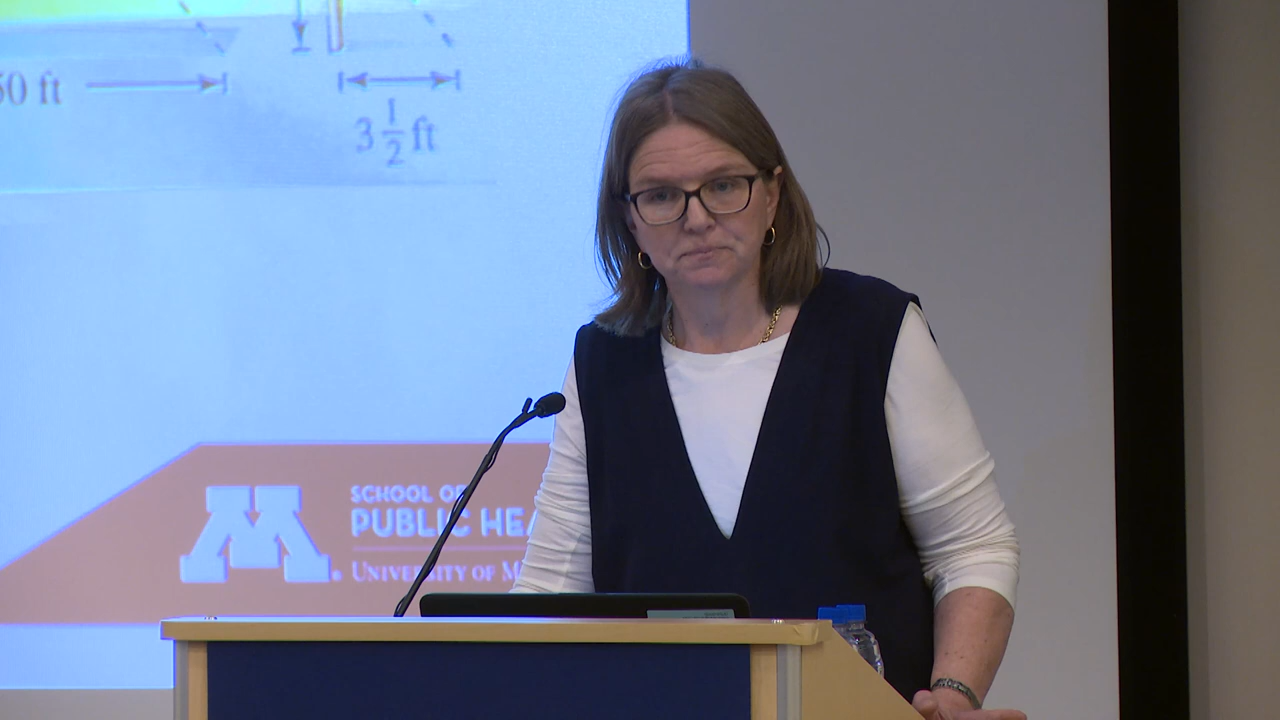 50 ft
3 1/2 ft
SCHOOL OF
PUBLIC HEA
UNIVERSITY OF M